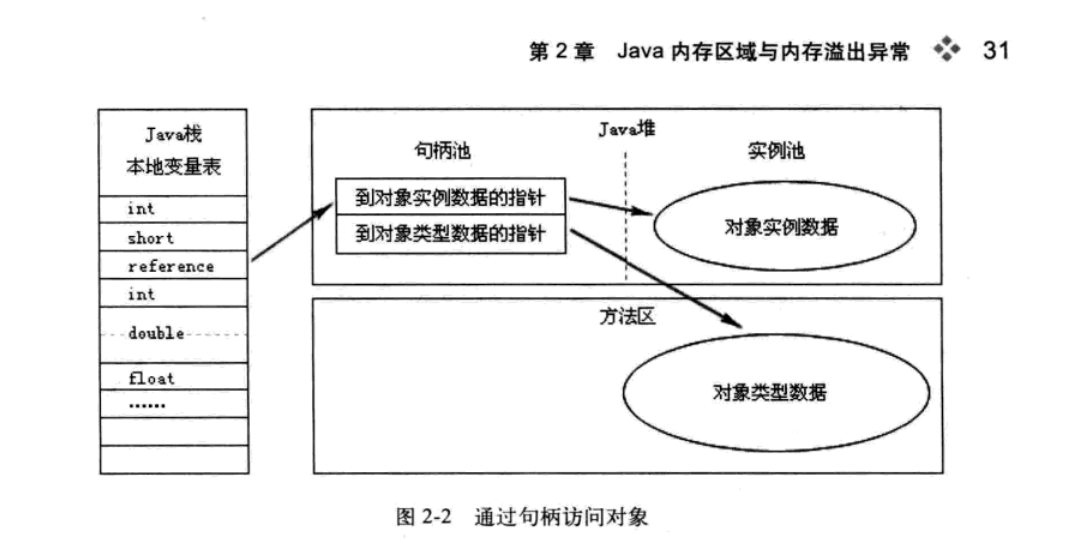 第 2 章 Java 内存区域与内存溢出异常 31
Java栈
本地变量表
int
short
reference
int
double
float
......
Java堆
句柄池
实例池
到对象实例数据的指针
到对象类型数据的指针
对象实例数据
方法区
对象类型数据
图 2-2 通过句柄访问对象